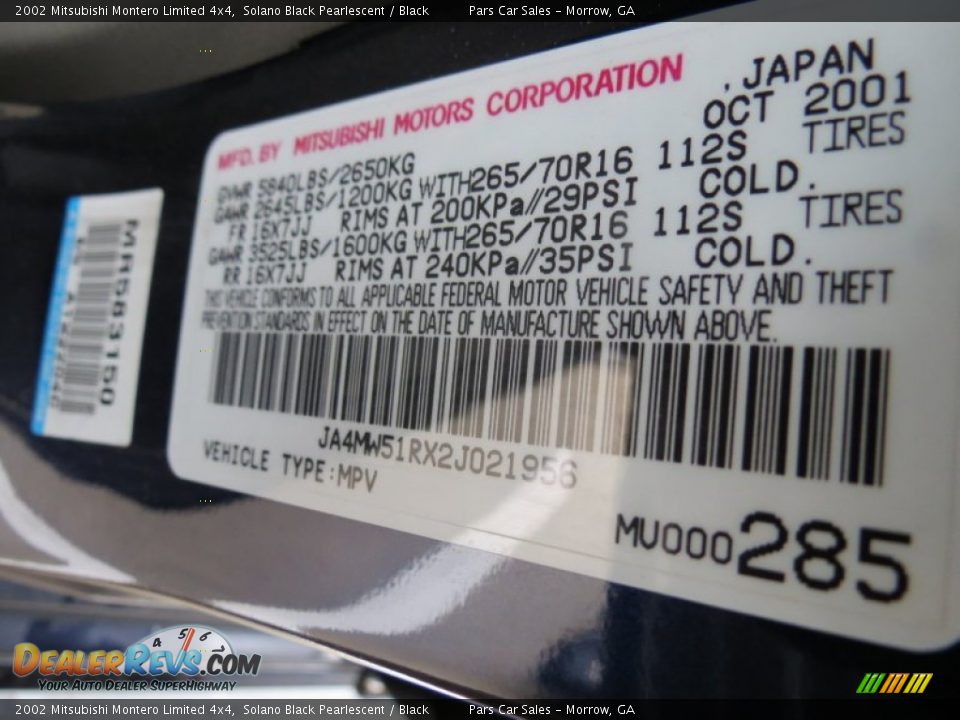 2002 Mitsubishi Montero Limited 4x4, Solano Black Pearlescent / Black Pars Car Sales - Morrow, GA
MFD. BY MITSUBISHI MOTORS CORPORATION .JAPAN
OCT 2001
GVWR 5840LBS/2650KG
GAWR 2645LBS/1200KG WITH265/70R16 112S TIRES
FR 16X7JJ RIMS AT 200KPa//29PSI COLD.
GAWR 3525LBS/1600KG WITH265/70R16 112S TIRES
RR 16X7JJ RIMS AT 240KPa//35PSI COLD.
THIS VEHICLE CONFORMS TO ALL APPLICABLE FEDERAL MOTOR VEHICLE SAFETY AND THEFT
PREVENTION STANDARDS IN EFFECT ON THE DATE OF MANUFACTURE SHOWN ABOVE.
JA4MW51RX2J021956
VEHICLE TYPE:MPV
MU000285
MR583150
4 5 6
DEALERREVS.COM
YOUR AUTO DEALER SUPERHIGHWAY
2002 Mitsubishi Montero Limited 4x4, Solano Black Pearlescent / Black Pars Car Sales - Morrow, GA